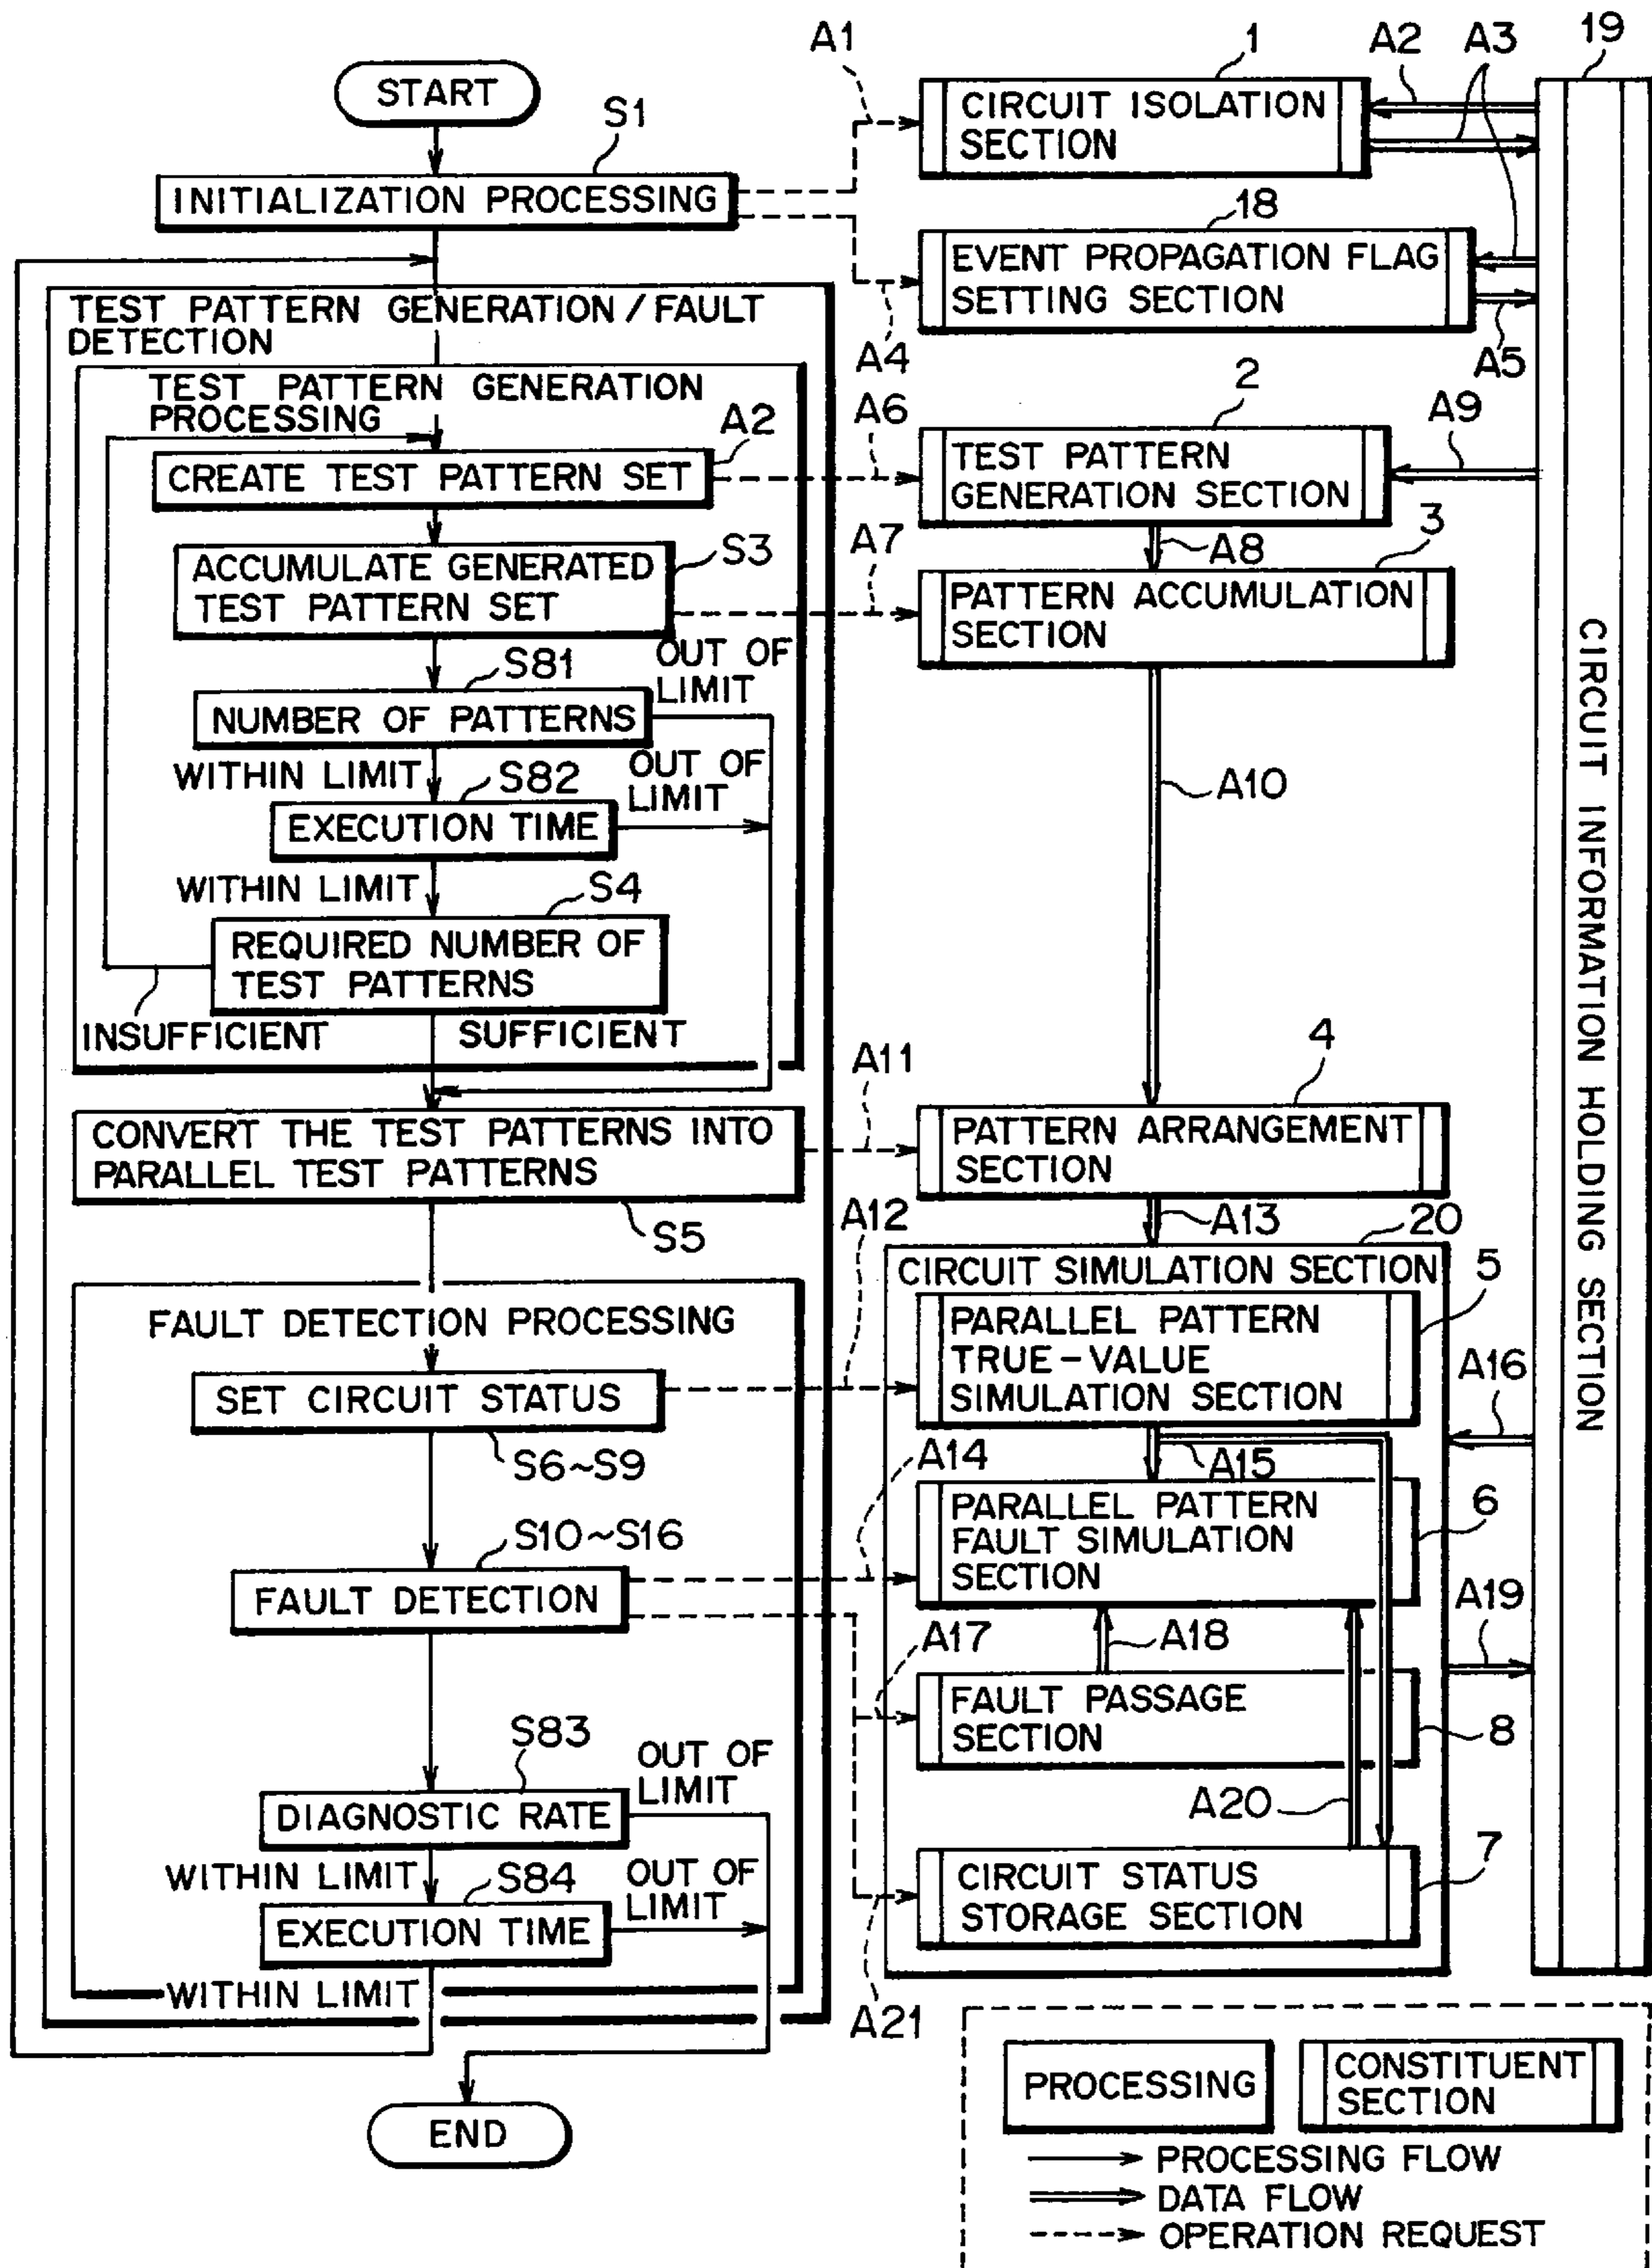 START
S1
INITIALIZATION PROCESSING
TEST PATTERN GENERATION / FAULT
DETECTION
TEST PATTERN GENERATION
PROCESSING
A2
CREATE TEST PATTERN SET
ACCUMULATE GENERATED
TEST PATTERN SET
S3
S81
OUT OF
LIMIT
NUMBER OF PATTERNS
WITHIN LIMIT
S82
OUT OF
LIMIT
EXECUTION TIME
WITHIN LIMIT
S4
REQUIRED NUMBER OF
TEST PATTERNS
INSUFFICIENT
SUFFICIENT
CONVERT THE TEST PATTERNS INTO
PARALLEL TEST PATTERNS
S5
FAULT DETECTION PROCESSING
SET CIRCUIT STATUS
S6~S9
S10~S16
FAULT DETECTION
S83
OUT OF
LIMIT
DIAGNOSTIC RATE
WITHIN LIMIT
S84
OUT OF
LIMIT
EXECUTION TIME
WITHIN LIMIT
END
A1
1
CIRCUIT ISOLATION
SECTION
A2
A3
19
18
EVENT PROPAGATION FLAG
SETTING SECTION
A4
A5
A6
2
TEST PATTERN
GENERATION SECTION
A9
A7
A8
3
PATTERN ACCUMULATION
SECTION
A10
A11
4
PATTERN ARRANGEMENT
SECTION
A12
A13
20
CIRCUIT SIMULATION SECTION
5
PARALLEL PATTERN
TRUE-VALUE
SIMULATION SECTION
A16
A14
A15
PARALLEL PATTERN
FAULT SIMULATION
SECTION
6
A17
A18
A19
FAULT PASSAGE
SECTION
8
A20
CIRCUIT STATUS
STORAGE SECTION
7
A21
CIRCUIT INFORMATION HOLDING SECTION
PROCESSING
CONSTITUENT
SECTION
PROCESSING FLOW
DATA FLOW
OPERATION REQUEST